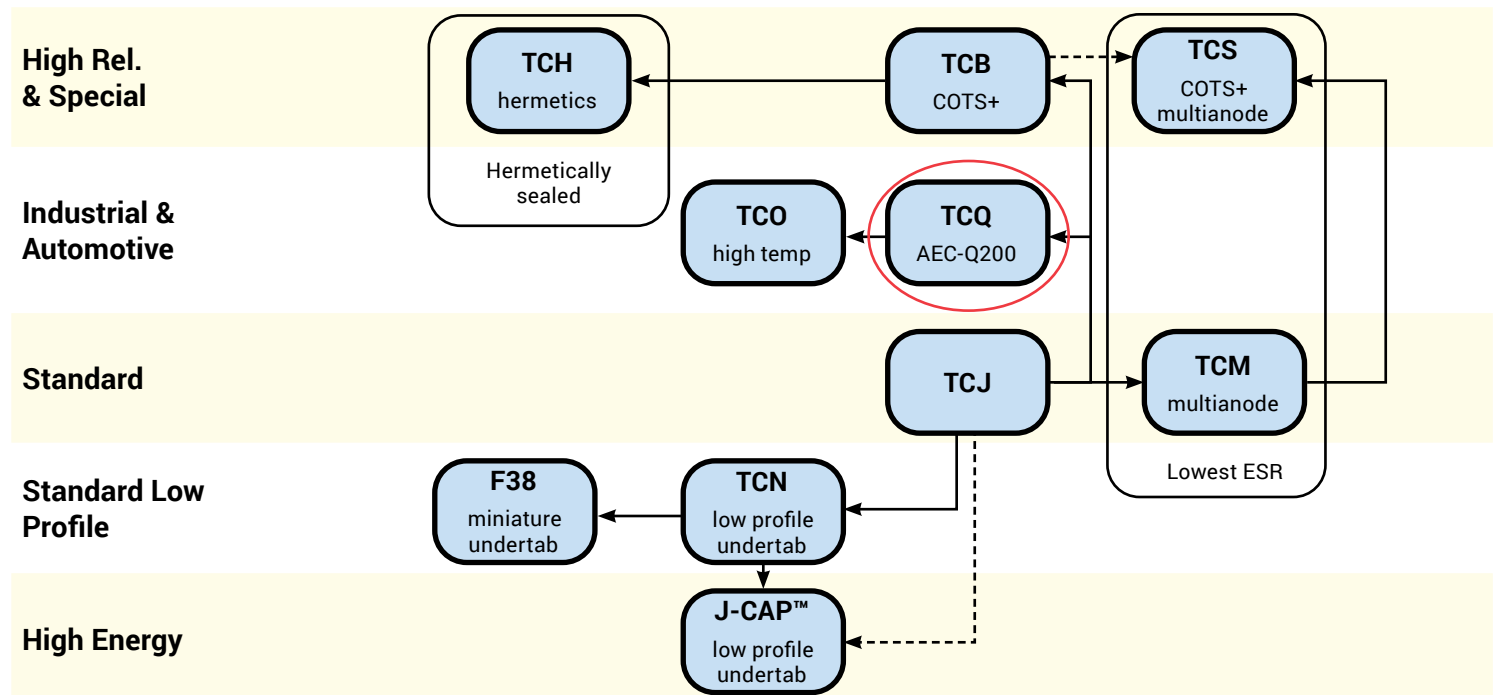 High Rel.
& Special
TCH
hermetics
Hermetically
sealed
TCB
COTS+
TCS
COTS+
multianode
Industrial &
Automotive
TCO
high temp
TCQ
AEC-Q200
Standard
TCJ
TCM
multianode
Lowest ESR
Standard Low
Profile
F38
miniature
undertab
TCN
low profile
undertab
High Energy
J-CAP™
low profile
undertab